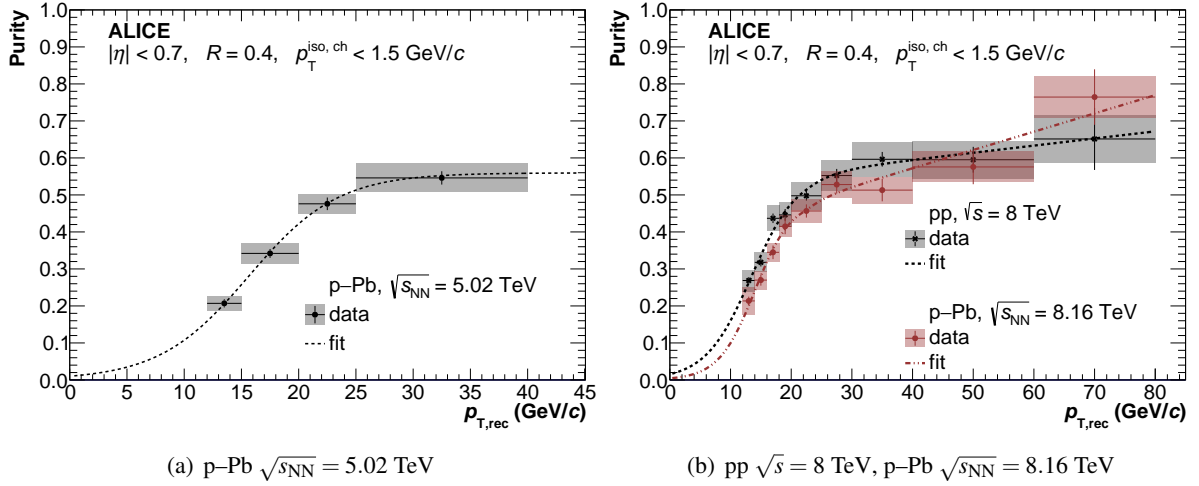 ALICE
|η| < 0.7, R = 0.4, p_T^{iso, ch} < 1.5 GeV/c
Purity
1.0
0.9
0.8
0.7
0.6
0.5
0.4
0.3
0.2
0.1
0.0
p–Pb, √s_NN = 5.02 TeV
data
fit
0 5 10 15 20 25 30 35 40 45
p_T,rec (GeV/c)
(a) p–Pb √s_NN = 5.02 TeV
ALICE
|η| < 0.7, R = 0.4, p_T^{iso, ch} < 1.5 GeV/c
Purity
1.0
0.9
0.8
0.7
0.6
0.5
0.4
0.3
0.2
0.1
0.0
pp, √s = 8 TeV
data
fit
p–Pb, √s_NN = 8.16 TeV
data
fit
0 10 20 30 40 50 60 70 80
p_T,rec (GeV/c)
(b) pp √s = 8 TeV, p–Pb √s_NN = 8.16 TeV